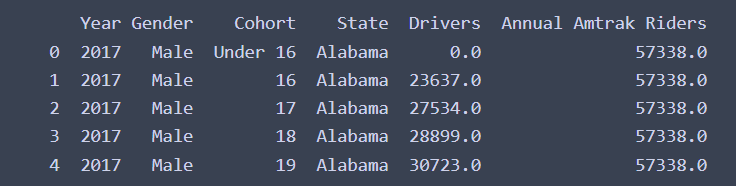 Year Gender Cohort State Drivers Annual Amtrak Riders
0 2017 Male Under 16 Alabama 0.0 57338.0
1 2017 Male 16 Alabama 23637.0 57338.0
2 2017 Male 17 Alabama 27534.0 57338.0
3 2017 Male 18 Alabama 28899.0 57338.0
4 2017 Male 19 Alabama 30723.0 57338.0